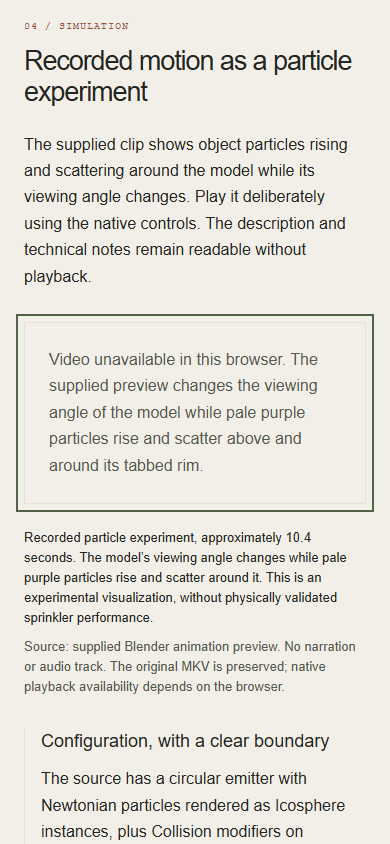 04 / SIMULATION
Recorded motion as a particle
experiment
The supplied clip shows object particles rising
and scattering around the model while its
viewing angle changes. Play it deliberately
using the native controls. The description and
technical notes remain readable without
playback.
Video unavailable in this browser. The
supplied preview changes the viewing
angle of the model while pale purple
particles rise and scatter above and
around its tabbed rim.
Recorded particle experiment, approximately 10.4
seconds. The model’s viewing angle changes while pale
purple particles rise and scatter around it. This is an
experimental visualization, without physically validated
sprinkler performance.
Source: supplied Blender animation preview. No narration
or audio track. The original MKV is preserved; native
playback availability depends on the browser.
Configuration, with a clear boundary
The source has a circular emitter with
Newtonian particles rendered as Icosphere
instances, plus Collision modifiers on